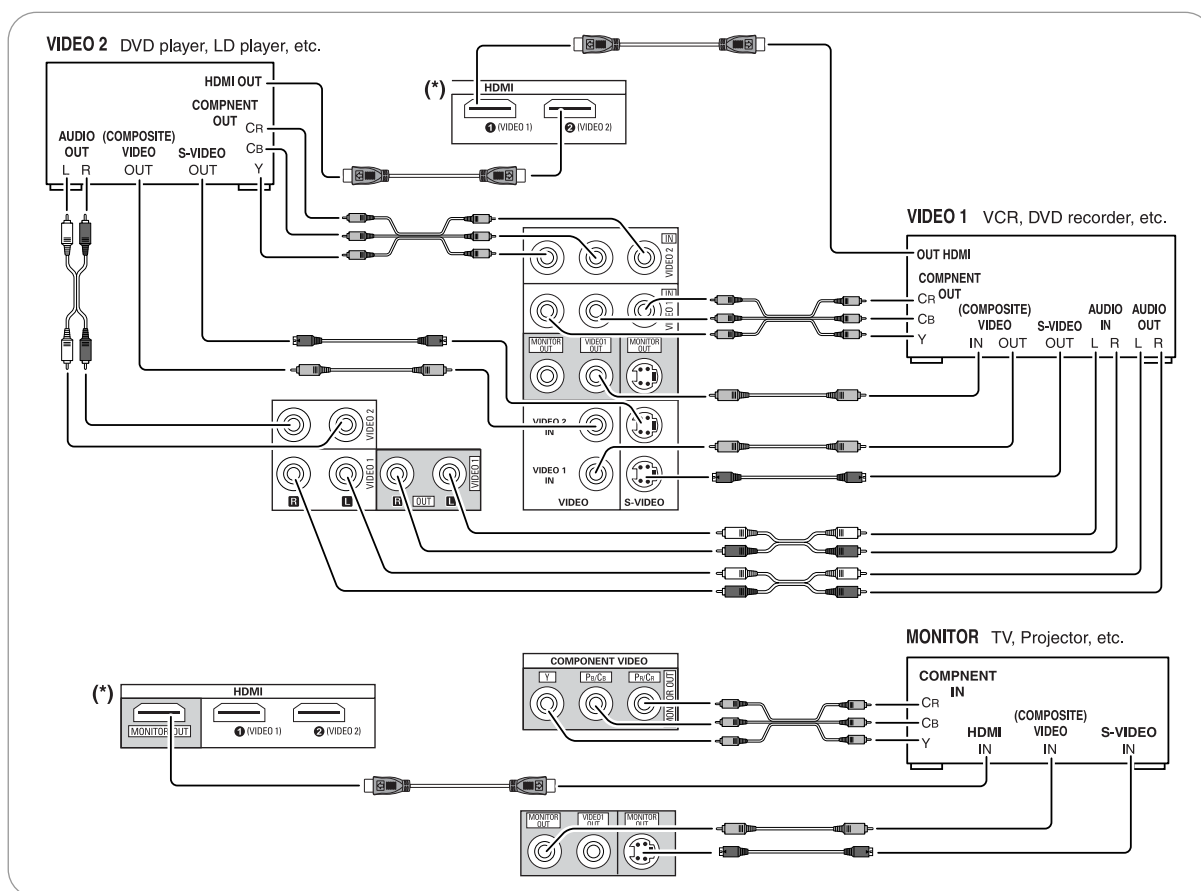 VIDEO 2 DVD player, LD player, etc.
HDMI OUT
COMPNENT
OUT
CR
CB
Y
AUDIO
OUT
L R
(COMPOSITE)
VIDEO
OUT
S-VIDEO
OUT
(*)
HDMI
1 (VIDEO 1)
2 (VIDEO 2)
VIDEO 1 VCR, DVD recorder, etc.
OUT HDMI
COMPNENT
OUT
CR
CB
Y
(COMPOSITE)
VIDEO
IN OUT
S-VIDEO
OUT
AUDIO
IN
L R
AUDIO
OUT
L R
IN
VIDEO 2
IN
VIDEO 1
MONITOR
OUT
VIDEO1
OUT
MONITOR
OUT
VIDEO 2
IN
VIDEO 1
IN
VIDEO
S-VIDEO
VIDEO 2
VIDEO 1
R
L
R
OUT
L
VIDEO 1
MONITOR TV, Projector, etc.
COMPNENT
IN
CR
CB
Y
HDMI
IN
(COMPOSITE)
VIDEO
IN
S-VIDEO
IN
COMPONENT VIDEO
Y
PB/CB
PR/CR
MONITOR OUT
(*)
HDMI
MONITOR OUT
1 (VIDEO 1)
2 (VIDEO 2)
MONITOR
OUT
VIDEO1
OUT
MONITOR
OUT